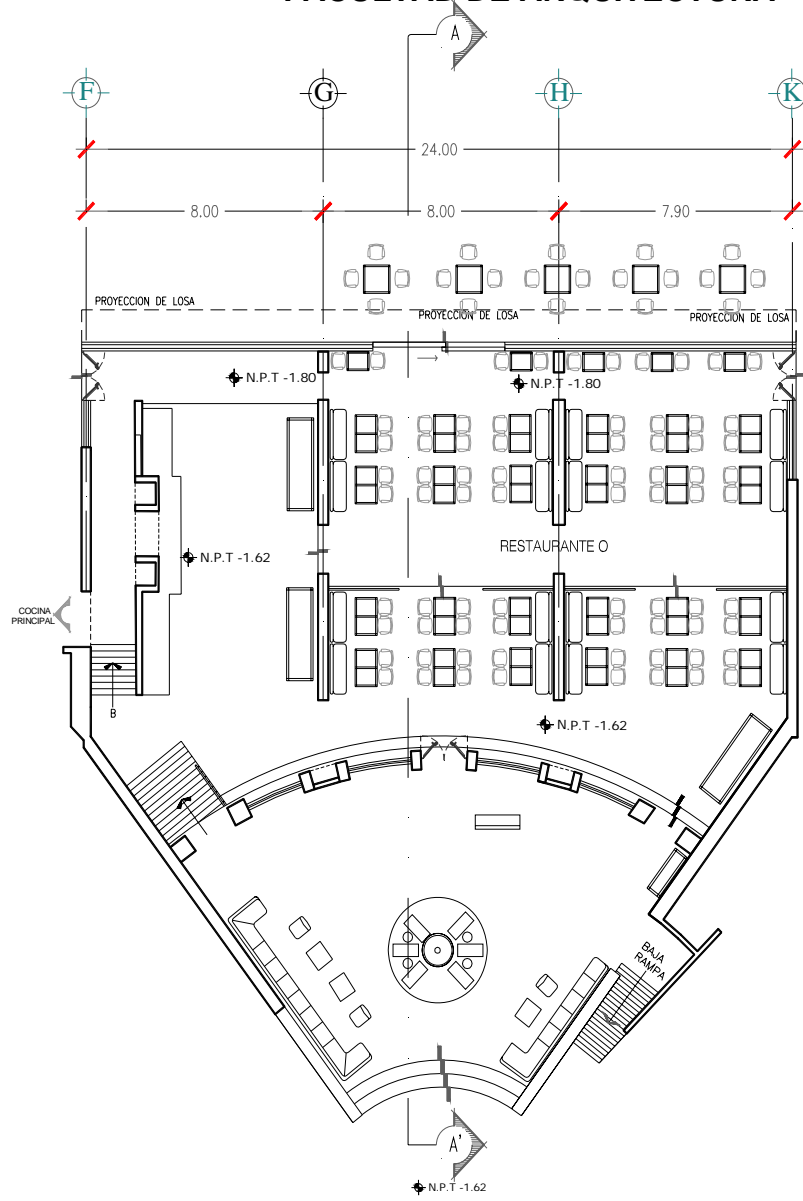 A
F
G
H
K
24.00
8.00
8.00
7.90
PROYECCION DE LOSA
PROYECCION DE LOSA
PROYECCION DE LOSA
N.P.T -1.80
N.P.T -1.80
RESTAURANTE O
N.P.T -1.62
COCINA
PRINCIPAL
B
N.P.T -1.62
BAJA
RAMPA
A'
N.P.T -1.62